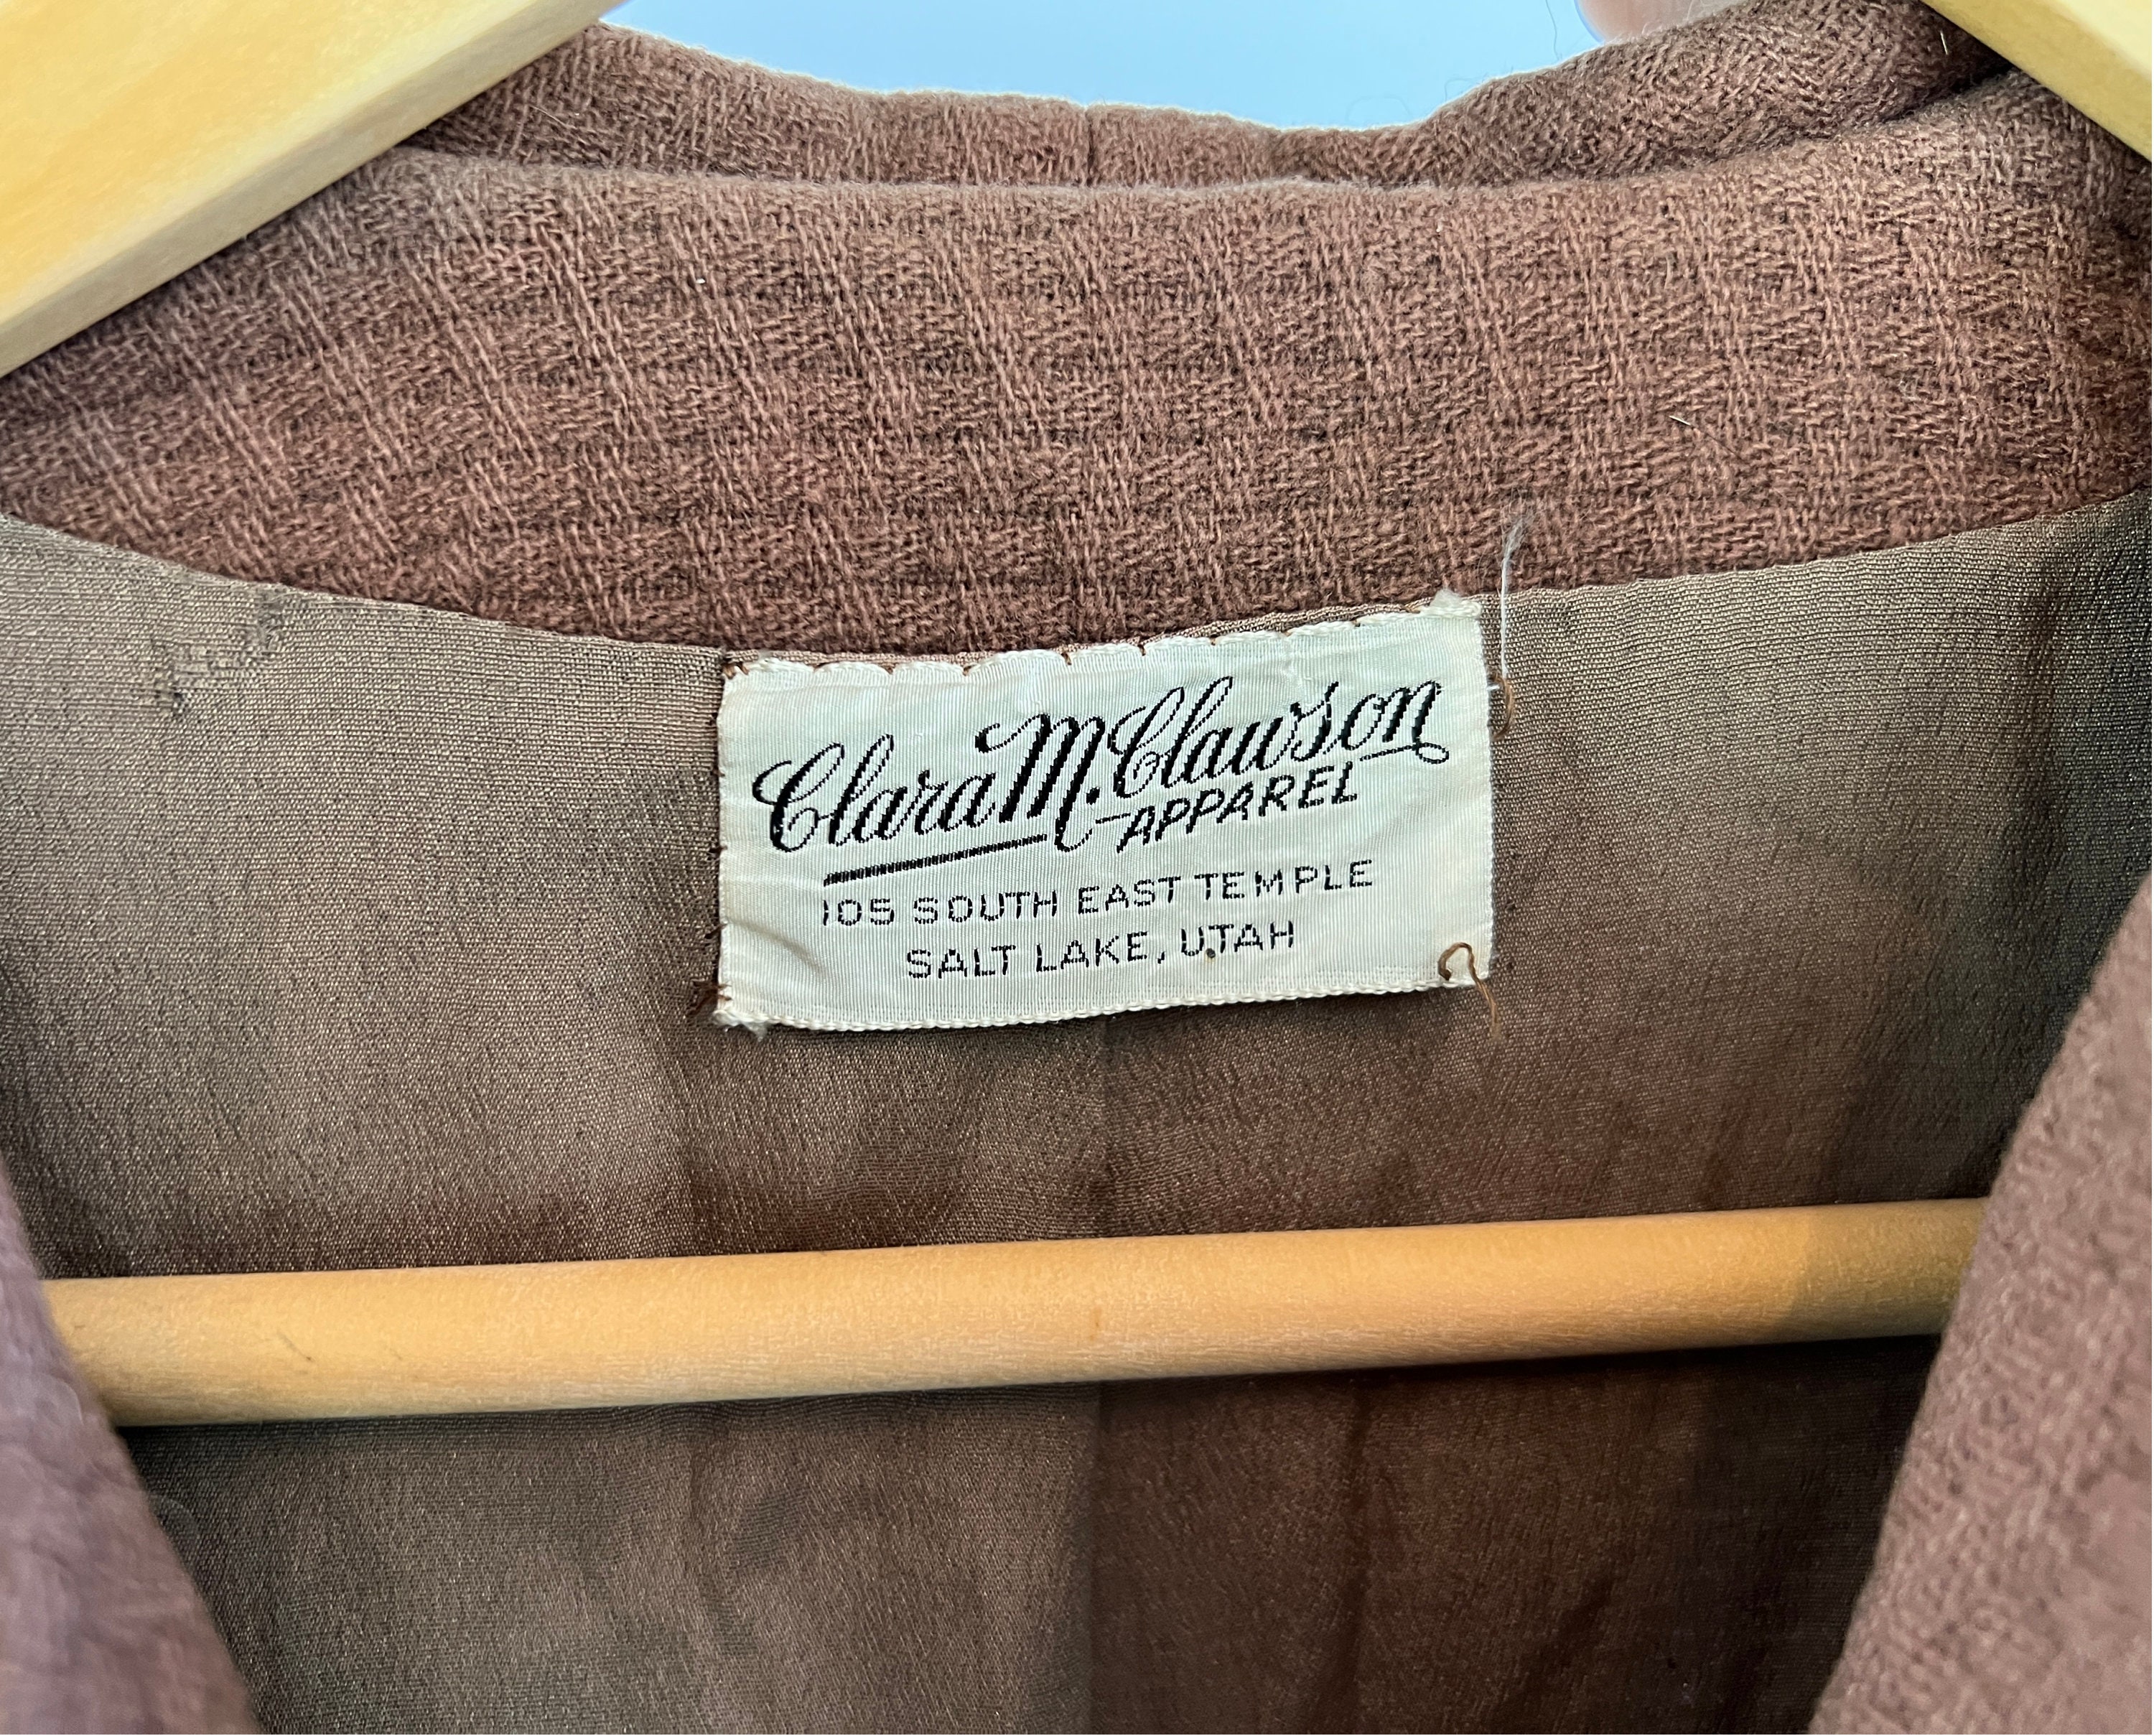 Clara M. Clawson
APPAREL
105 SOUTH EAST TEMPLE
SALT LAKE, UTAH